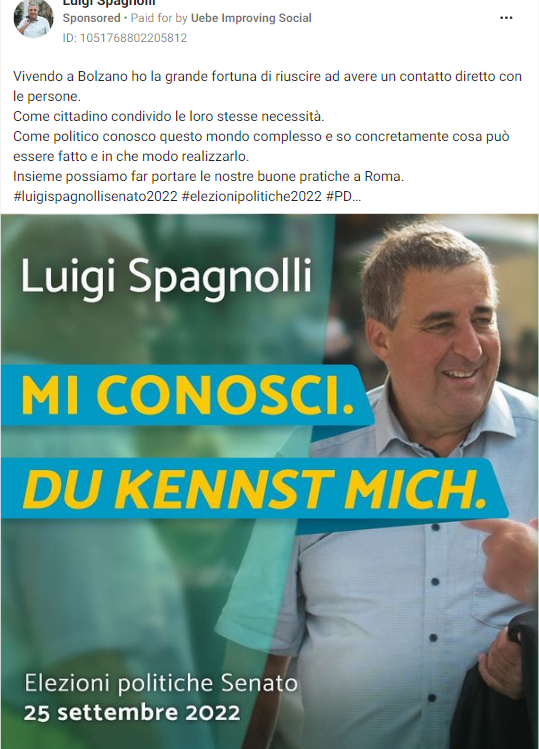 Luigi Spagnolli
Sponsored • Paid for by Uebe Improving Social
ID: 1051768802205812
Vivendo a Bolzano ho la grande fortuna di riuscire ad avere un contatto diretto con
le persone.
Come cittadino condivido le loro stesse necessità.
Come politico conosco questo mondo complesso e so concretamente cosa può
essere fatto e in che modo realizzarlo.
Insieme possiamo far portare le nostre buone pratiche a Roma.
#luigispagnollisenato2022 #elezionipolitiche2022 #PD...
Luigi Spagnolli
MI CONOSCI.
DU KENNST MICH.
Elezioni politiche Senato
25 settembre 2022